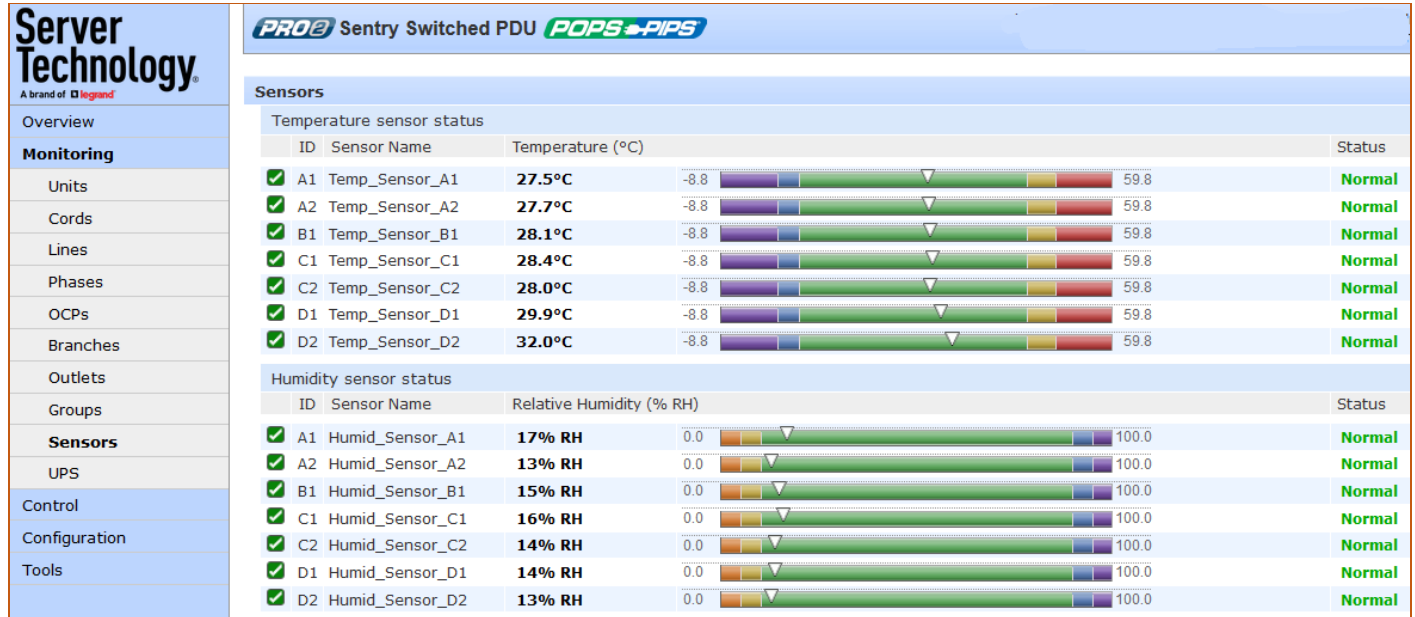 Server
Technology®
A brand of legrand®
PRO2 Sentry Switched PDU POPS PIPS
Overview
Monitoring
Units
Cords
Lines
Phases
OCPs
Branches
Outlets
Groups
Sensors
UPS
Control
Configuration
Tools
Sensors
Temperature sensor status
ID Sensor Name Temperature (°C) Status
A1 Temp_Sensor_A1 27.5°C -8.8 59.8 Normal
A2 Temp_Sensor_A2 27.7°C -8.8 59.8 Normal
B1 Temp_Sensor_B1 28.1°C -8.8 59.8 Normal
C1 Temp_Sensor_C1 28.4°C -8.8 59.8 Normal
C2 Temp_Sensor_C2 28.0°C -8.8 59.8 Normal
D1 Temp_Sensor_D1 29.9°C -8.8 59.8 Normal
D2 Temp_Sensor_D2 32.0°C -8.8 59.8 Normal
Humidity sensor status
ID Sensor Name Relative Humidity (% RH) Status
A1 Humid_Sensor_A1 17% RH 0.0 100.0 Normal
A2 Humid_Sensor_A2 13% RH 0.0 100.0 Normal
B1 Humid_Sensor_B1 15% RH 0.0 100.0 Normal
C1 Humid_Sensor_C1 16% RH 0.0 100.0 Normal
C2 Humid_Sensor_C2 14% RH 0.0 100.0 Normal
D1 Humid_Sensor_D1 14% RH 0.0 100.0 Normal
D2 Humid_Sensor_D2 13% RH 0.0 100.0 Normal